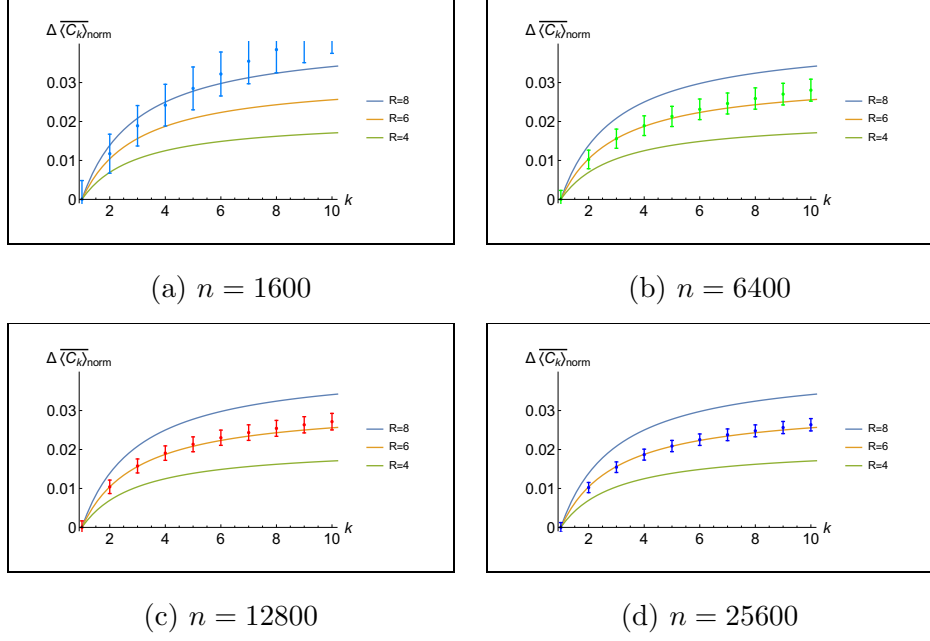 Δ ⟨C_k⟩_norm
0.03
0.02
0.01
0
2 4 6 8 10 k
R=8
R=6
R=4
(a) n = 1600
Δ ⟨C_k⟩_norm
0.03
0.02
0.01
0
2 4 6 8 10 k
R=8
R=6
R=4
(b) n = 6400
Δ ⟨C_k⟩_norm
0.03
0.02
0.01
0
2 4 6 8 10 k
R=8
R=6
R=4
(c) n = 12800
Δ ⟨C_k⟩_norm
0.03
0.02
0.01
0
2 4 6 8 10 k
R=8
R=6
R=4
(d) n = 25600